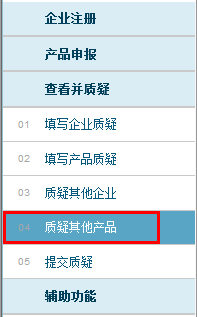 企业注册
产品申报
查看并质疑
01 填写企业质疑
02 填写产品质疑
03 质疑其他企业
04 质疑其他产品
05 提交质疑
辅助功能